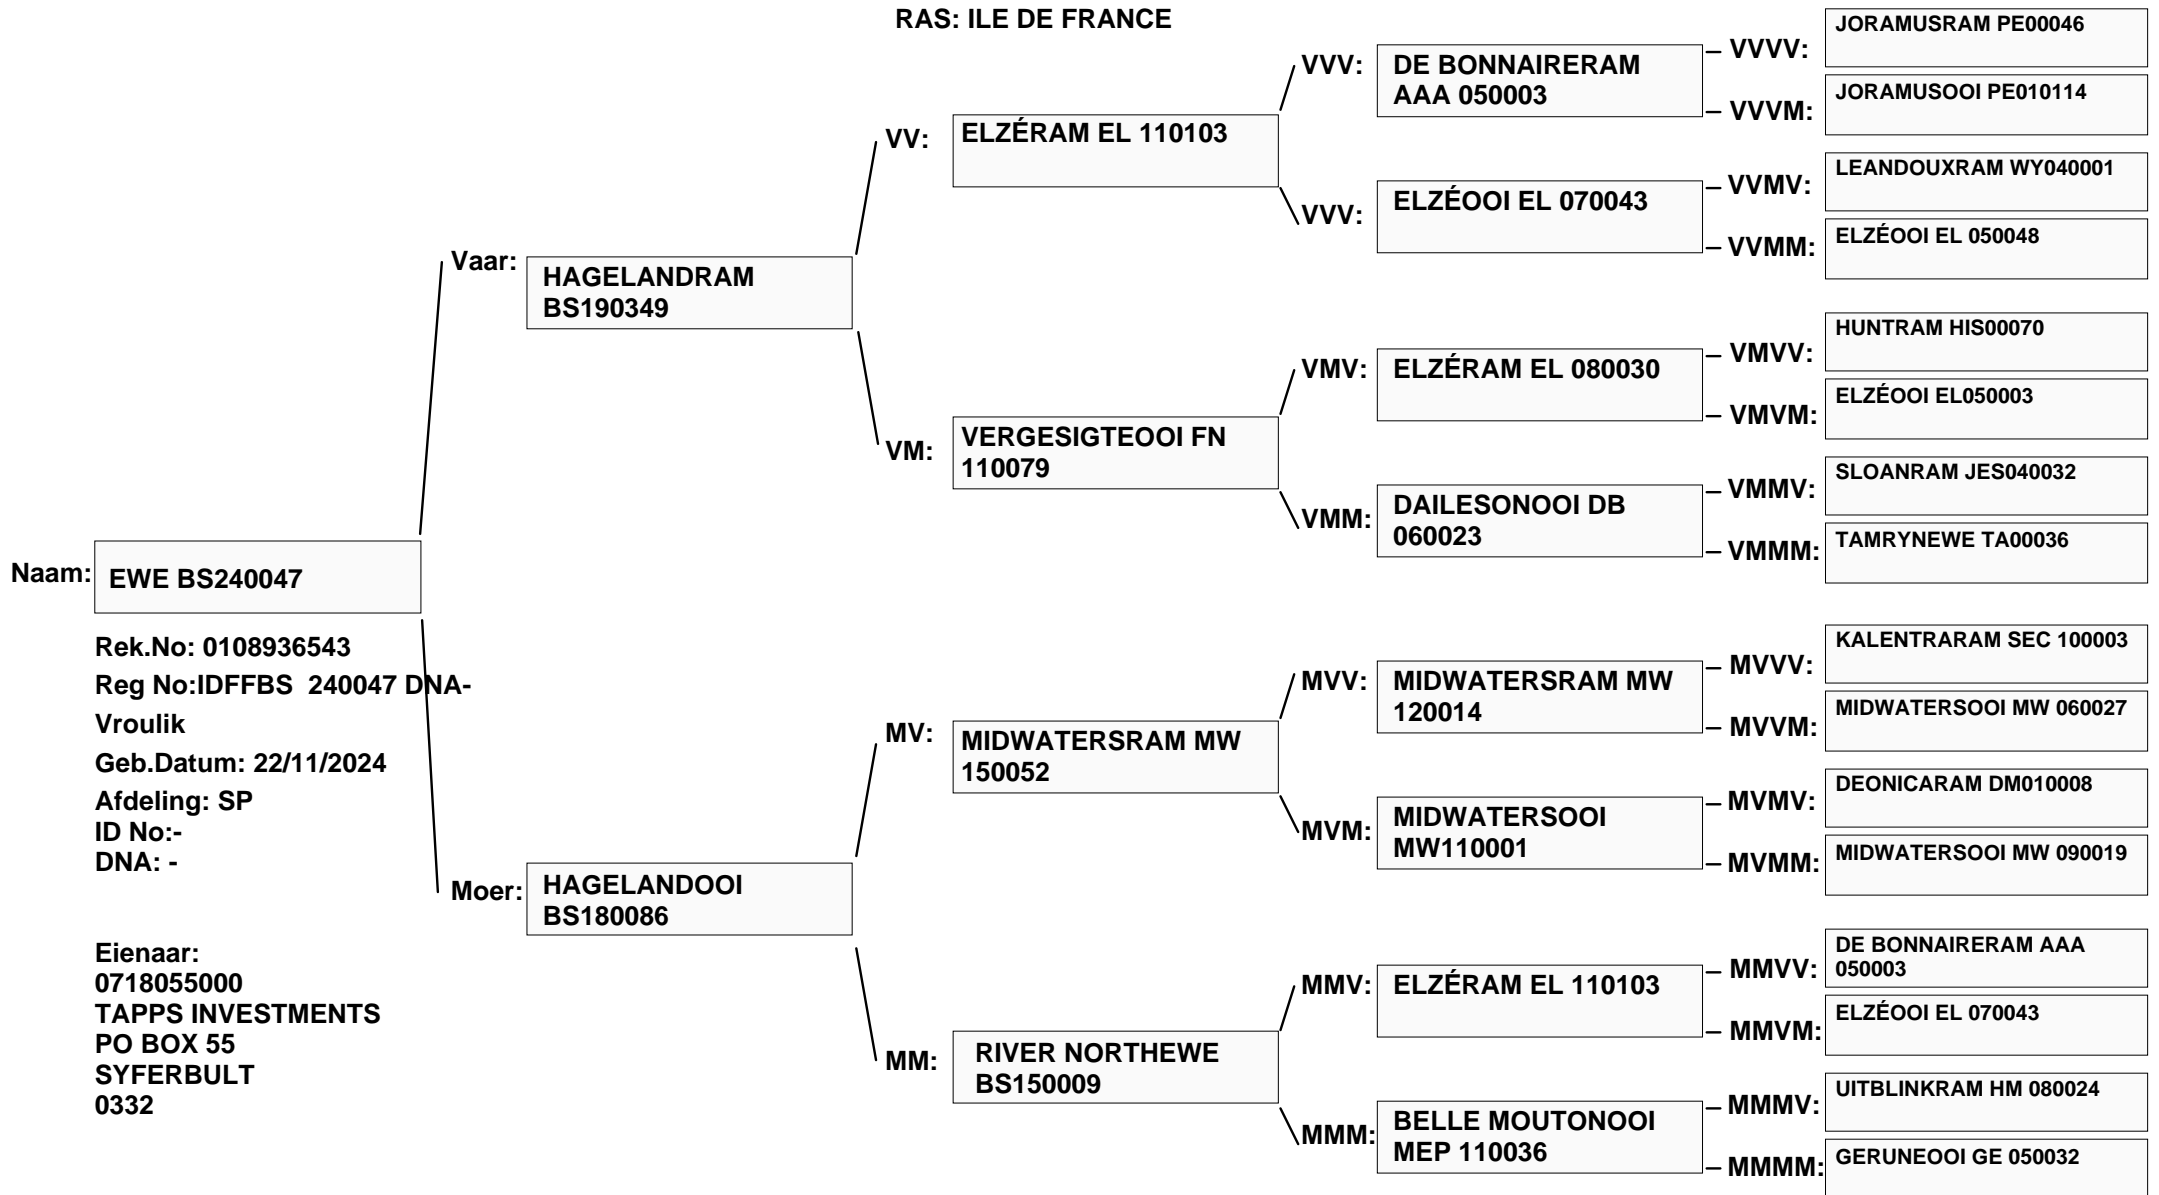 RAS: ILE DE FRANCE
Naam:
EWE BS240047
Rek.No: 0108936543
Reg No:IDFFBS  240047 DNA-
Vroulik
Geb.Datum: 22/11/2024
Afdeling: SP
ID No:-
DNA: -
Eienaar:
0718055000
TAPPS INVESTMENTS
PO BOX 55
SYFERBULT
0332
Vaar:
HAGELANDRAM
BS190349
Moer:
HAGELANDOOI
BS180086
VV:
ELZÉRAM EL 110103
VM:
VERGESIGTEOOI FN
110079
MV:
MIDWATERSRAM MW
150052
MM:
RIVER NORTHEWE
BS150009
VVV:
DE BONNAIRERAM
AAA 050003
VVV:
ELZÉOOI EL 070043
VMV:
ELZÉRAM EL 080030
VMM:
DAILESONOOI DB
060023
MVV:
MIDWATERSRAM MW
120014
MVM:
MIDWATERSOOI
MW110001
MMV:
ELZÉRAM EL 110103
MMM:
BELLE MOUTONOOI
MEP 110036
VVVV:
JORAMUSRAM PE00046
VVVM:
JORAMUSOOI PE010114
VVMV:
LEANDOUXRAM WY040001
VVMM:
ELZÉOOI EL 050048
VMVV:
HUNTRAM HIS00070
VMVM:
ELZÉOOI EL050003
VMMV:
SLOANRAM JES040032
VMMM:
TAMRYNEWE TA00036
MVVV:
KALENTRARAM SEC 100003
MVVM:
MIDWATERSOOI MW 060027
MVMV:
DEONICARAM DM010008
MVMM:
MIDWATERSOOI MW 090019
MMVV:
DE BONNAIRERAM AAA
050003
MMVM:
ELZÉOOI EL 070043
MMMV:
UITBLINKRAM HM 080024
MMMM:
GERUNEOOI GE 050032